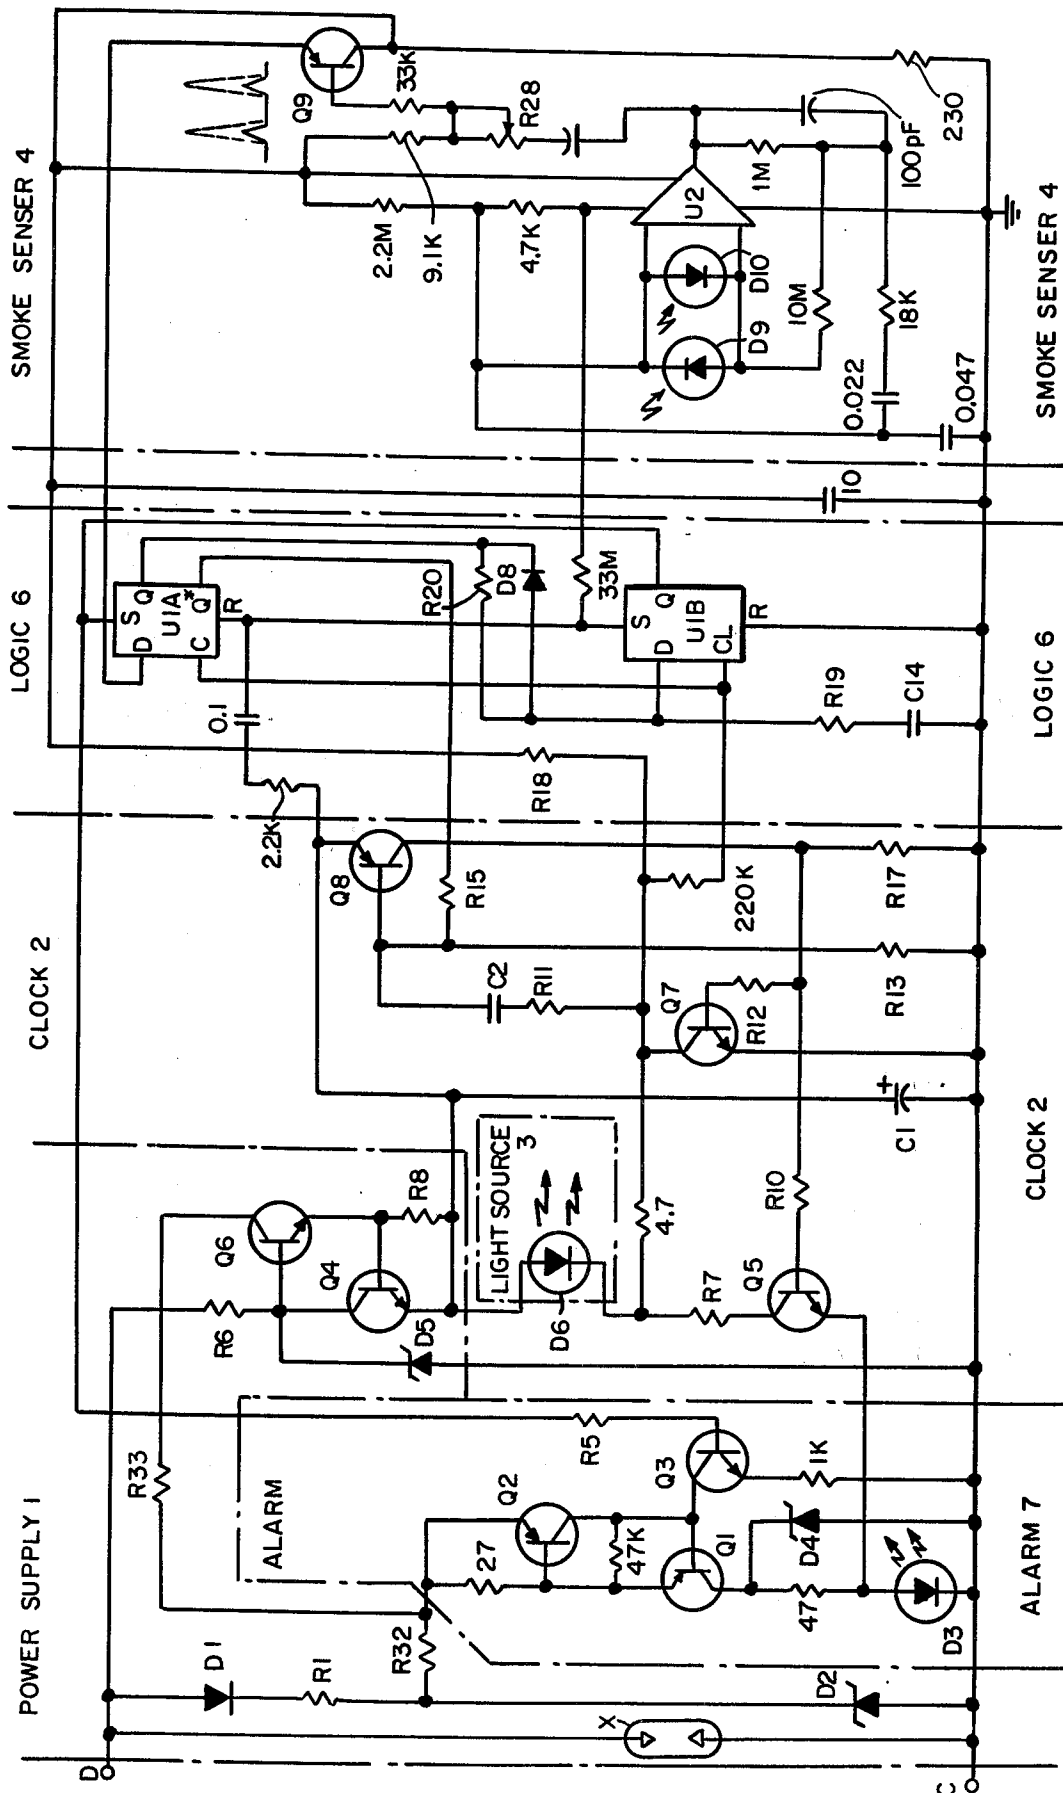 POWER SUPPLY 1
CLOCK 2
LOGIC 6
SMOKE SENSER 4
D
D1
R1
R32
R33
X
D2
C
ALARM
27
Q2
47K
Q1
Q3
R5
47
D4
1K
D3
ALARM 7
R6
Q6
Q4
R8
D5
LIGHT SOURCE
3
D6
4.7
R7
Q5
R10
C1
+
CLOCK 2
Q8
2.2K
0.1
C2
R11
R15
Q7
R12
220K
R13
R17
R18
S
D
Q
U1A
*
Q
C
R
R20
D8
33M
S
Q
D
U1B
CL
R
R19
C14
LOGIC 6
10
Q9
33K
R28
2.2M
9.1K
4.7K
U2
D10
D9
1M
10M
100pF
18K
0.022
0.047
230
SMOKE SENSER 4